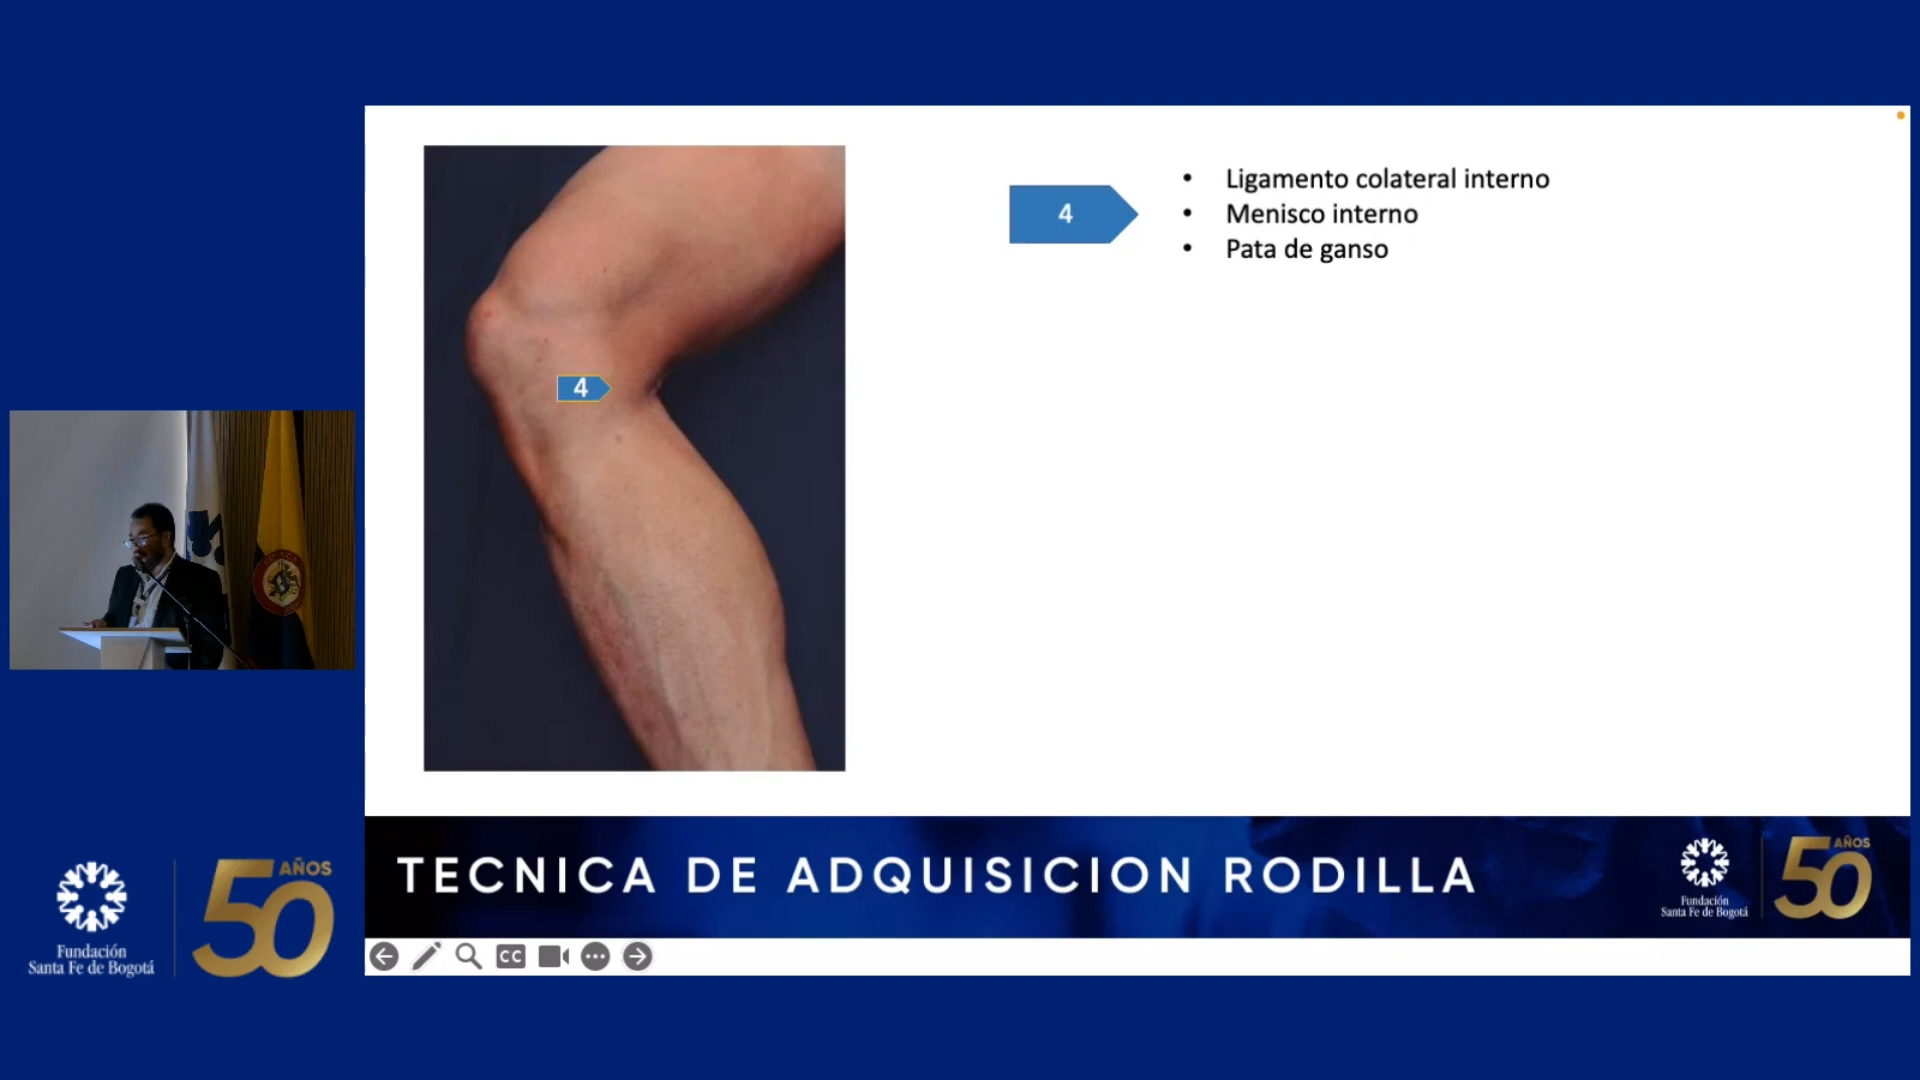 4
• Ligamento colateral interno
• Menisco interno
• Pata de ganso
4
TECNICA DE ADQUISICION RODILLA
Fundación
Santa Fe de Bogotá
50 AÑOS
CC
Fundación
Santa Fe de Bogotá
50 AÑOS